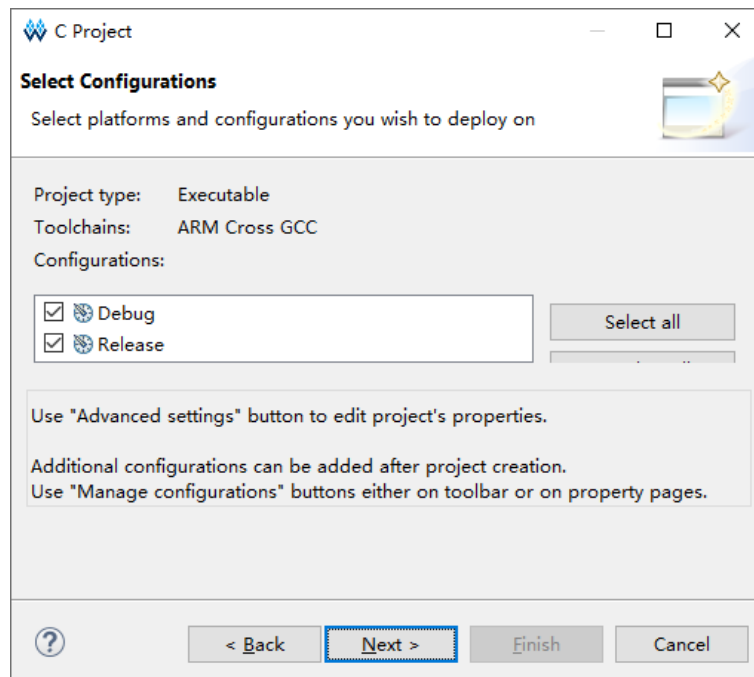 C Project
Select Configurations
Select platforms and configurations you wish to deploy on
Project type: Executable
Toolchains: ARM Cross GCC
Configurations:
Debug
Select all
Release
Use "Advanced settings" button to edit project's properties.
Additional configurations can be added after project creation.
Use "Manage configurations" buttons either on toolbar or on property pages.
?
< Back
Next >
Finish
Cancel